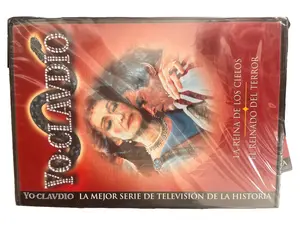 YO CLAVDIO
LA REINA DE LOS CIELOS
EL REINADO DEL TERROR
YO CLAVDIO LA MEJOR SERIE DE TELEVISIÓN DE LA HISTORIA